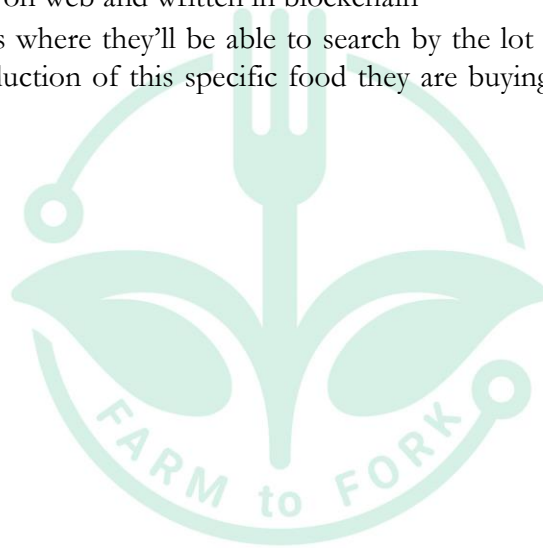 on web and written in blockchain
s where they'll be able to search by the lot
duction of this specific food they are buying
FARM to FORK